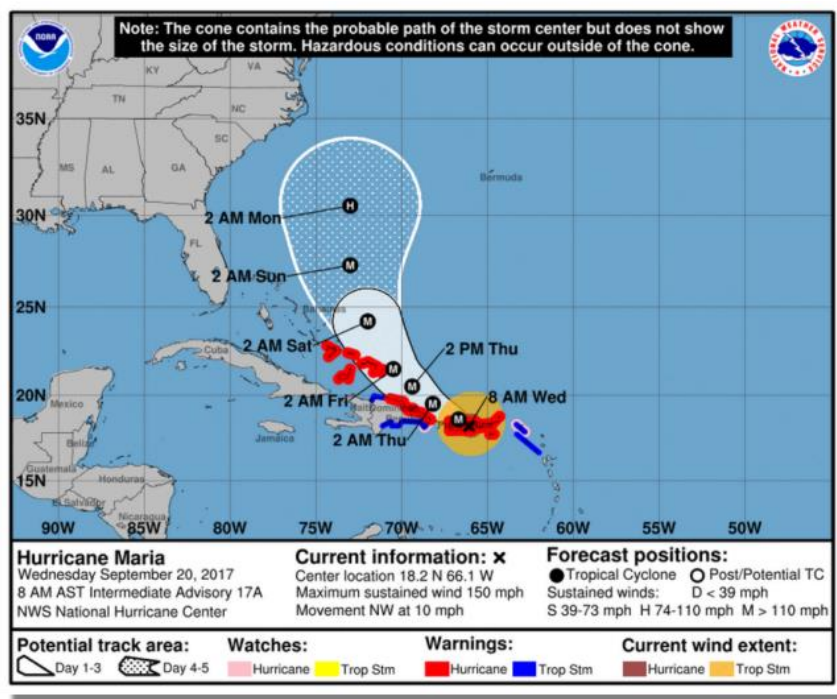 Note: The cone contains the probable path of the storm center but does not show
the size of the storm. Hazardous conditions can occur outside of the cone.
NOAA
NATIONAL WEATHER SERVICE
KY
VA
TN
NC
35N
SC
MS
AL
GA
Bermuda
30N
2 AM Mon
FL
2 AM Sun
25N
Bahamas
2 AM Sat
Cuba
2 PM Thu
20N
Mexico
2 AM Fri
8 AM Wed
Jamaica
2 AM Thu
Belize
Guatemala
Honduras
15N
El Salvador
Nicaragua
90W 85W 80W 75W 70W 65W 60W 55W 50W
M
H
M
M
M
M
M
M
Hurricane Maria
Wednesday September 20, 2017
8 AM AST Intermediate Advisory 17A
NWS National Hurricane Center
Current information: ×
Center location 18.2 N 66.1 W
Maximum sustained wind 150 mph
Movement NW at 10 mph
Forecast positions:
Tropical Cyclone Post/Potential TC
Sustained winds: D < 39 mph
S 39-73 mph H 74-110 mph M > 110 mph
Potential track area:
Day 1-3 Day 4-5
Watches:
Hurricane Trop Stm
Warnings:
Hurricane Trop Stm
Current wind extent:
Hurricane Trop Stm